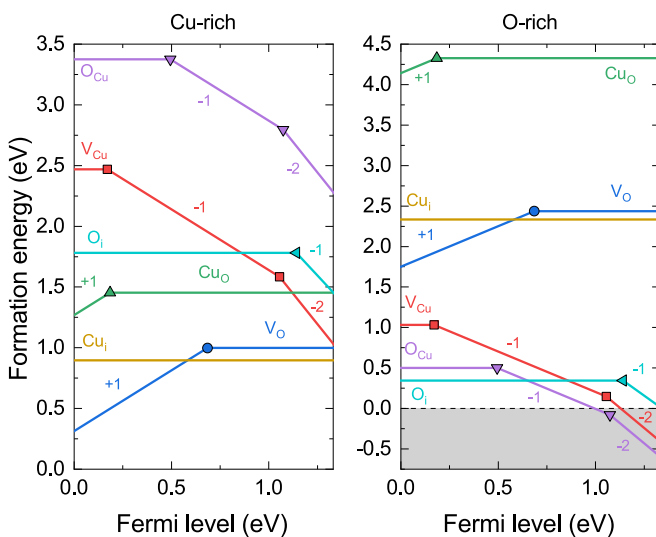 Cu-rich
O-rich
Formation energy (eV)
3.5
3.0
2.5
2.0
1.5
1.0
0.5
0.0
O_Cu
-1
-2
V_Cu
-1
O_i
-1
+1
Cu_O
-2
V_O
Cu_i
+1
0.0
0.5
1.0
Fermi level (eV)
4.5
4.0
3.5
3.0
2.5
2.0
1.5
1.0
0.5
0.0
-0.5
+1
Cu_O
Cu_i
V_O
+1
V_Cu
-1
O_Cu
-1
O_i
-1
-2
-2
0.0
0.5
1.0
Fermi level (eV)